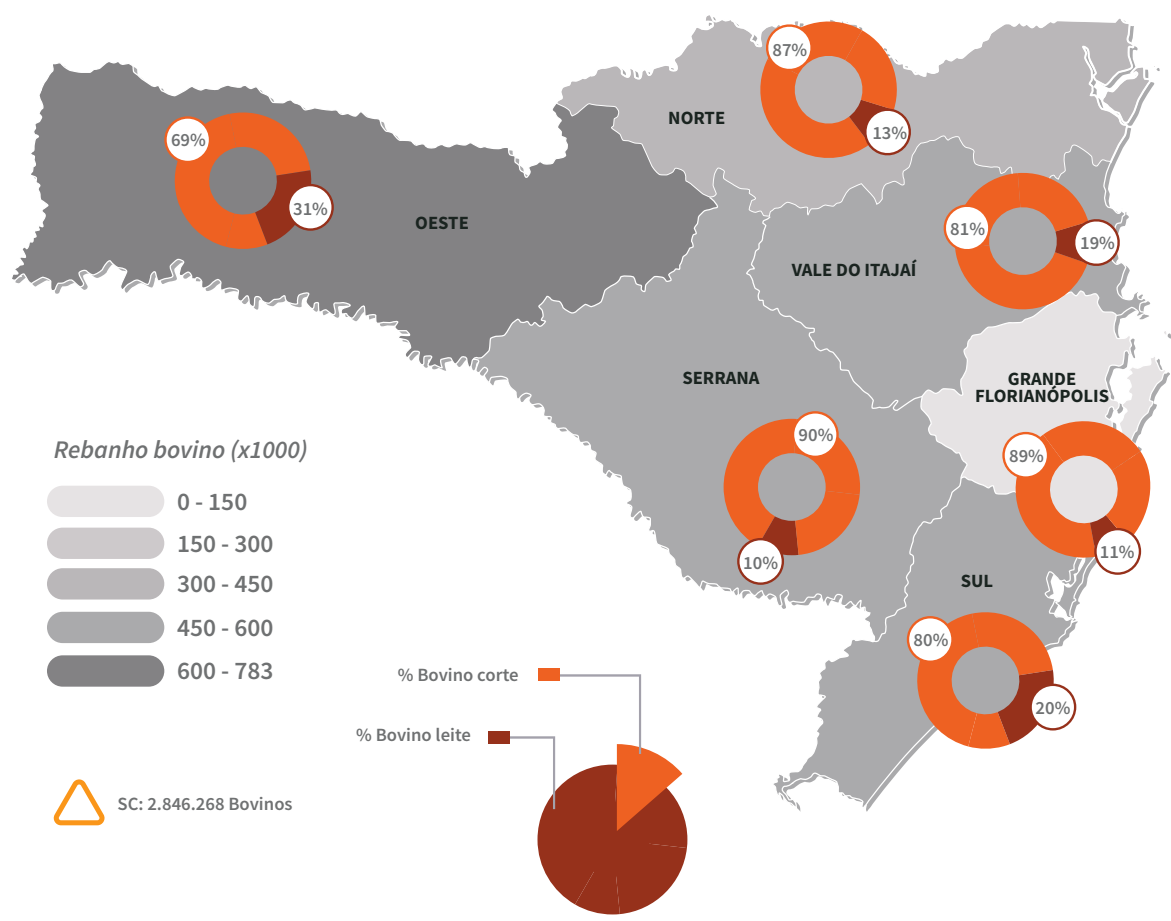 87%
NORTE
13%
69%
31%
OESTE
81%
19%
VALE DO ITAJAÍ
SERRANA
GRANDE
FLORIANÓPOLIS
90%
89%
10%
11%
SUL
80%
20%
Rebanho bovino (x1000)
0 - 150
150 - 300
300 - 450
450 - 600
600 - 783
% Bovino corte
% Bovino leite
SC: 2.846.268 Bovinos